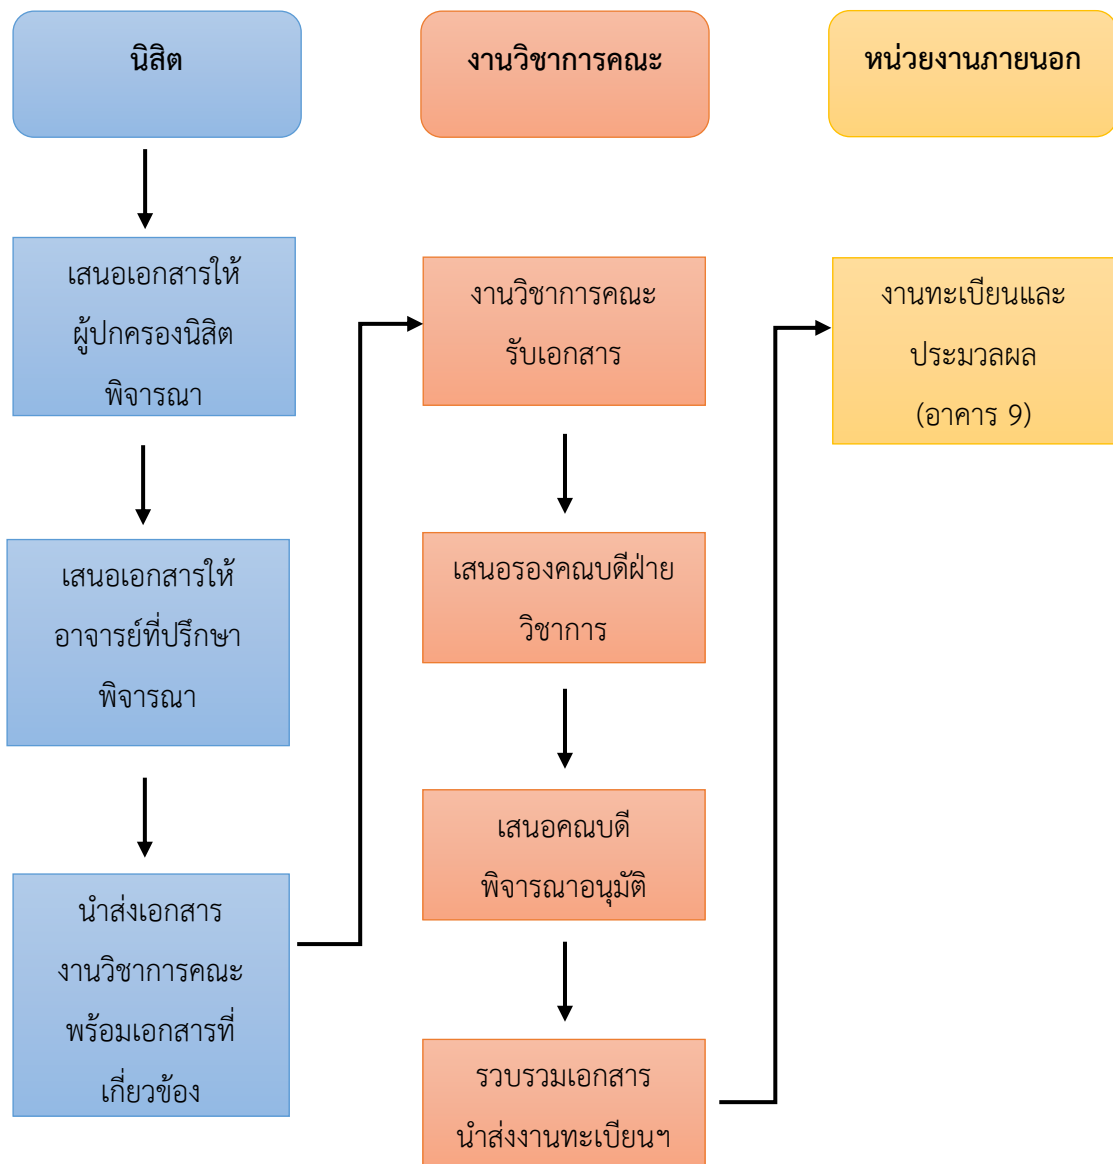 นิสิต
เสนอเอกสารให้
ผู้ปกครองนิสิต
พิจารณา
เสนอเอกสารให้
อาจารย์ที่ปรึกษา
พิจารณา
นำส่งเอกสาร
งานวิชาการคณะ
พร้อมเอกสารที่
เกี่ยวข้อง
งานวิชาการคณะ
งานวิชาการคณะ
รับเอกสาร
เสนอรองคณบดีฝ่าย
วิชาการ
เสนอคณบดี
พิจารณาอนุมัติ
รวบรวมเอกสาร
นำส่งงานทะเบียนฯ
หน่วยงานภายนอก
งานทะเบียนและ
ประมวลผล
(อาคาร 9)